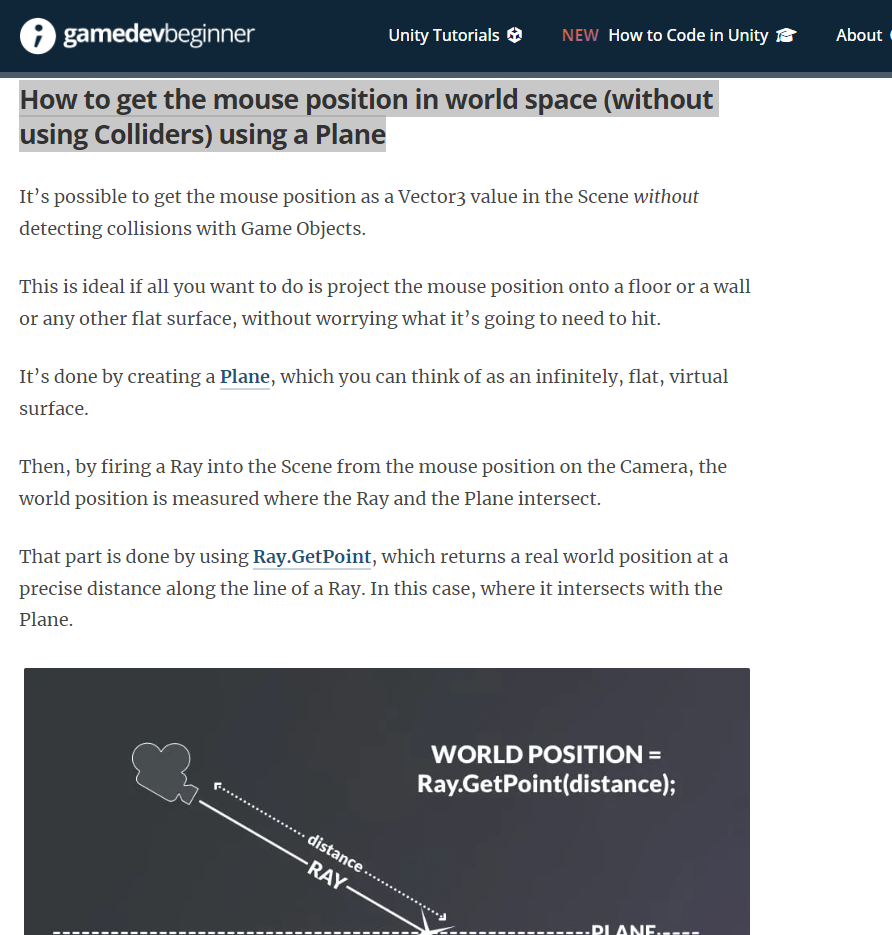 gamedevbeginner
Unity Tutorials
NEW How to Code in Unity
About
How to get the mouse position in world space (without
using Colliders) using a Plane
It’s possible to get the mouse position as a Vector3 value in the Scene without
detecting collisions with Game Objects.
This is ideal if all you want to do is project the mouse position onto a floor or a wall
or any other flat surface, without worrying what it’s going to need to hit.
It’s done by creating a Plane, which you can think of as an infinitely, flat, virtual
surface.
Then, by firing a Ray into the Scene from the mouse position on the Camera, the
world position is measured where the Ray and the Plane intersect.
That part is done by using Ray.GetPoint, which returns a real world position at a
precise distance along the line of a Ray. In this case, where it intersects with the
Plane.
WORLD POSITION =
Ray.GetPoint(distance);
distance
RAY
PLANE